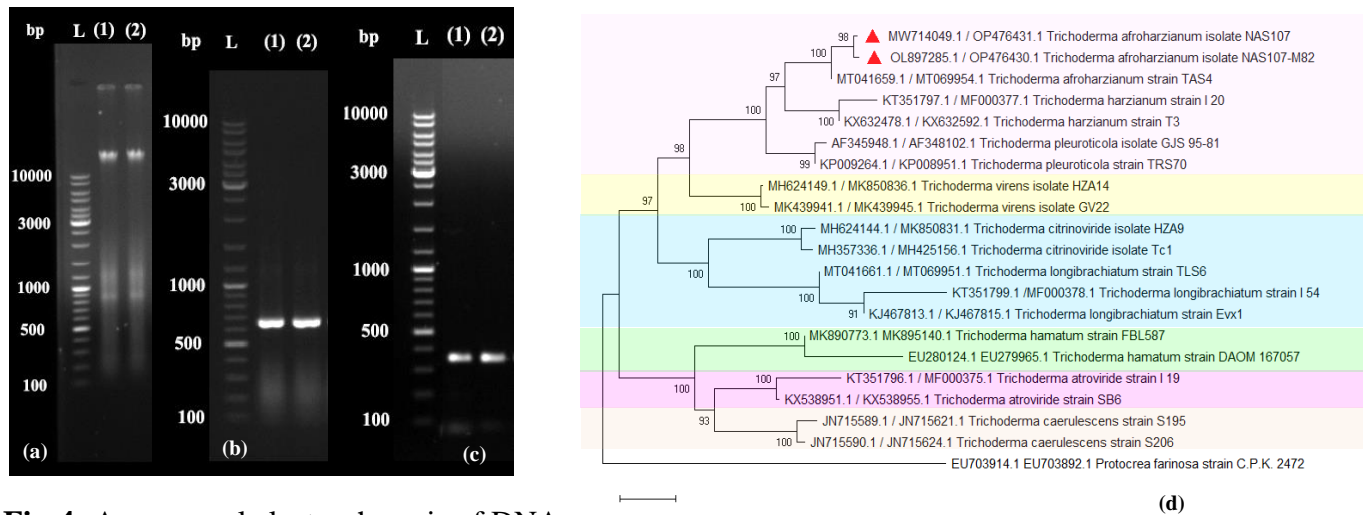 bp L (1) (2)
10000
3000
1000
500
100
(a)
bp L (1) (2)
10000
3000
1000
500
100
(b)
bp L (1) (2)
10000
3000
1000
500
100
(c)
98 MW714049.1 / OP476431.1 Trichoderma afroharzianum isolate NAS107
100 OL897285.1 / OP476430.1 Trichoderma afroharzianum isolate NAS107-M82
97 MT041659.1 / MT069954.1 Trichoderma afroharzianum strain TAS4
KT351797.1 / MF000377.1 Trichoderma harzianum strain I 20
100 100 KX632478.1 / KX632592.1 Trichoderma harzianum strain T3
AF345948.1 / AF348102.1 Trichoderma pleuroticola isolate GJS 95-81
98 99 KP009264.1 / KP008951.1 Trichoderma pleuroticola strain TRS70
MH624149.1 / MK850836.1 Trichoderma virens isolate HZA14
97 100 MK439941.1 / MK439945.1 Trichoderma virens isolate GV22
100 MH624144.1 / MK850831.1 Trichoderma citrinoviride isolate HZA9
MH357336.1 / MH425156.1 Trichoderma citrinoviride isolate Tc1
100 MT041661.1 / MT069951.1 Trichoderma longibrachiatum strain TLS6
100 KT351799.1 /MF000378.1 Trichoderma longibrachiatum strain I 54
91 KJ467813.1 / KJ467815.1 Trichoderma longibrachiatum strain Evx1
100 MK890773.1 MK895140.1 Trichoderma hamatum strain FBL587
EU280124.1 EU279965.1 Trichoderma hamatum strain DAOM 167057
100 100 KT351796.1 / MF000375.1 Trichoderma atroviride strain I 19
KX538951.1 / KX538955.1 Trichoderma atroviride strain SB6
93 JN715589.1 / JN715621.1 Trichoderma caerulescens strain S195
100 JN715590.1 / JN715624.1 Trichoderma caerulescens strain S206
EU703914.1 EU703892.1 Protocrea farinosa strain C.P.K. 2472
(d)